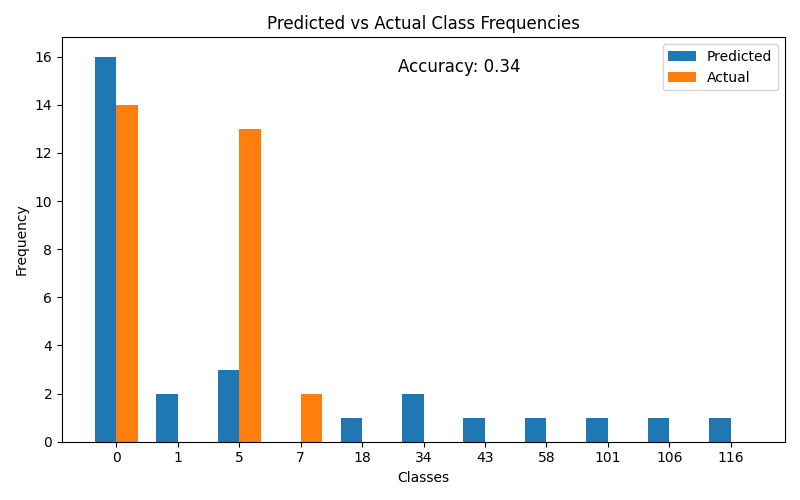 Predicted vs Actual Class Frequencies
Accuracy: 0.34
Predicted
Actual
Frequency
16
14
12
10
8
6
4
2
0
0 1 5 7 18 34 43 58 101 106 116
Classes